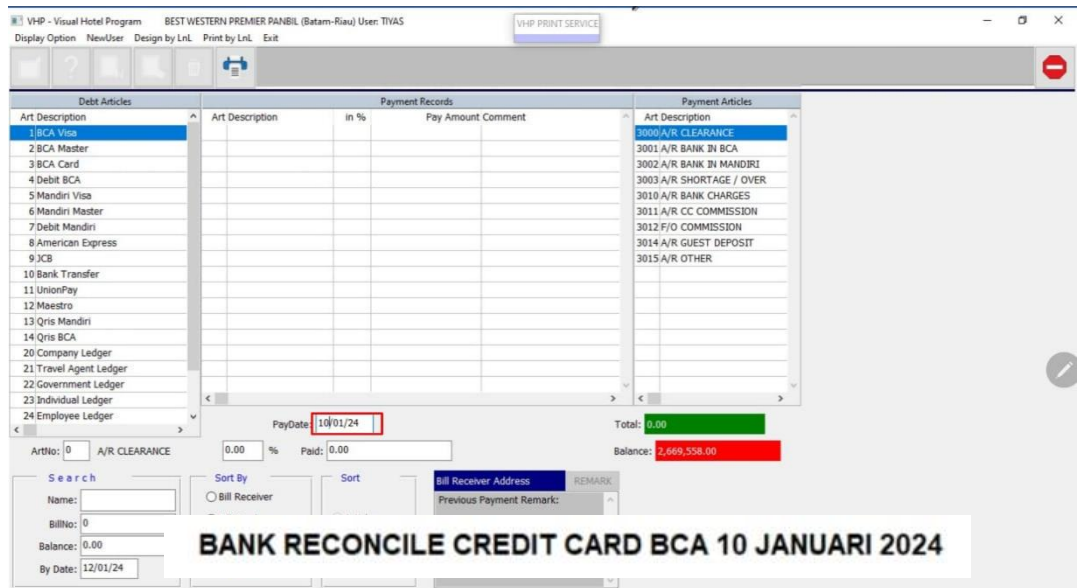 VHP - Visual Hotel Program BEST WESTERN PREMIER PANBIL (Batam-Riau) User: TIYAS
VHP PRINT SERVICE
Display Option NewUser Design by LnL Print by LnL Exit
Debt Articles
Art Description
1 BCA Visa
2 BCA Master
3 BCA Card
4 Debit BCA
5 Mandiri Visa
6 Mandiri Master
7 Debit Mandiri
8 American Express
9 JCB
10 Bank Transfer
11 UnionPay
12 Maestro
13 Qris Mandiri
14 Qris BCA
20 Company Ledger
21 Travel Agent Ledger
22 Government Ledger
23 Individual Ledger
24 Employee Ledger
Payment Records
Art Description in % Pay Amount Comment
Payment Articles
Art Description
3000 A/R CLEARANCE
3001 A/R BANK IN BCA
3002 A/R BANK IN MANDIRI
3003 A/R SHORTAGE / OVER
3010 A/R BANK CHARGES
3011 A/R CC COMMISSION
3012 F/O COMMISSION
3014 A/R GUEST DEPOSIT
3015 A/R OTHER
PayDate: 10/01/24
Total: 0.00
ArtNo: 0 A/R CLEARANCE 0.00 % Paid: 0.00
Balance: 2,669,558.00
Search
Name:
BillNo: 0
Balance: 0.00
By Date: 12/01/24
Sort By
Bill Receiver
Sort
Bill Receiver Address REMARK
Previous Payment Remark:
BANK RECONCILE CREDIT CARD BCA 10 JANUARI 2024